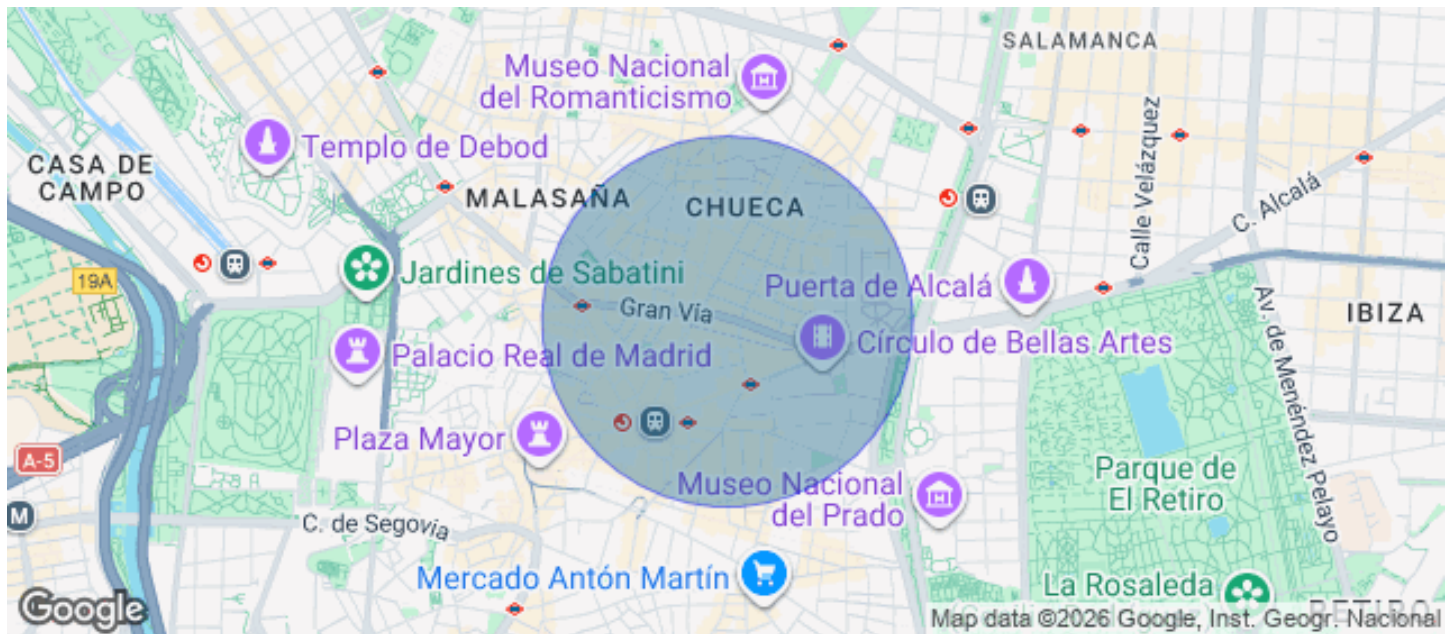 SALAMANCA
Museo Nacional
del Romanticismo
Calle Velázquez
Templo de Debod
CASA DE
CAMPO
MALASAÑA
CHUECA
C. Alcalá
Jardines de Sabatini
19A
Puerta de Alcalá
Gran Vía
IBIZA
Palacio Real de Madrid
Círculo de Bellas Artes
Av. de Menéndez Pelayo
Plaza Mayor
A-5
Parque de
El Retiro
Museo Nacional
del Prado
M
C. de Segovia
Mercado Antón Martín
La Rosaleda
RETIRO
Google
Map data ©2026 Google, Inst. Geogr. Nacional